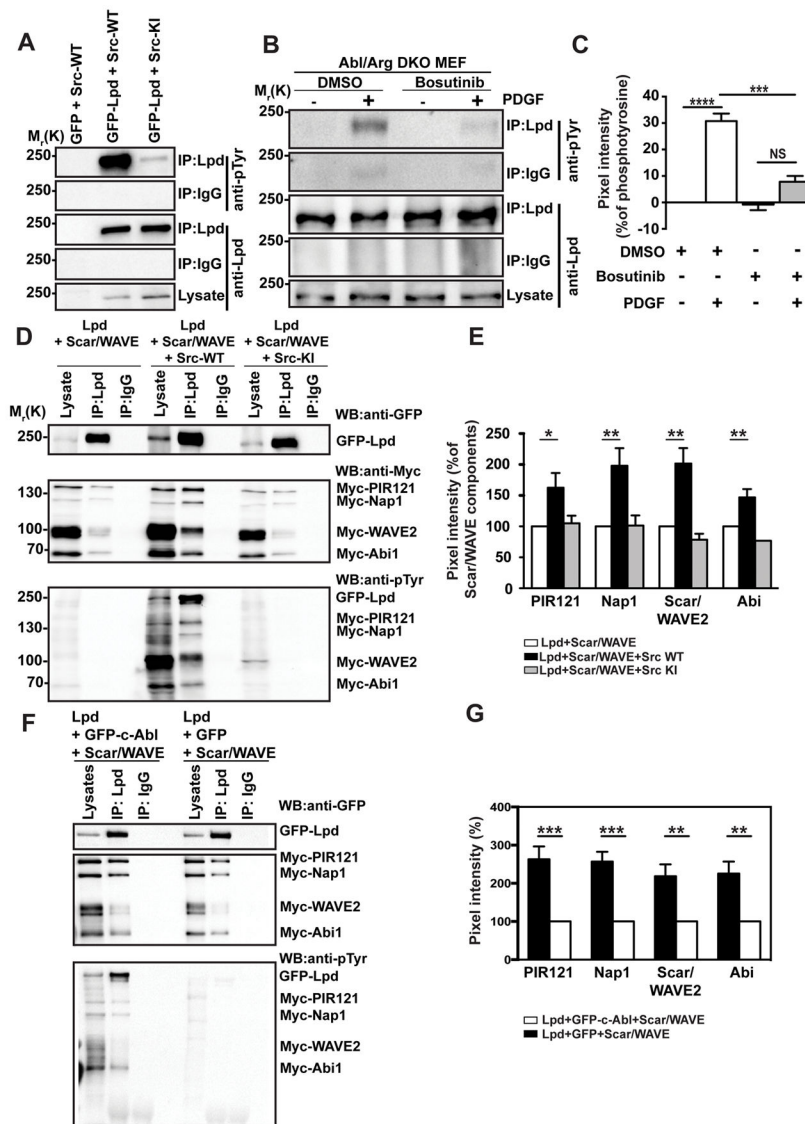 A
GFP + Src-WT
GFP-Lpd + Src-WT
GFP-Lpd + Src-KI
Mr(K)
250 IP:Lpd
250 IP:IgG
anti-pTyr
250 IP:Lpd
250 IP:IgG
250 Lysate
anti-Lpd
B
Abl/Arg DKO MEF
DMSO Bosutinib
Mr(K) - + - + PDGF
250 IP:Lpd
250 IP:IgG
anti-pTyr
250 IP:Lpd
250 IP:IgG
250 Lysate
anti-Lpd
C
Pixel intensity
(%of phosphotyrosine)
40
30
20
10
0
-10
**** ***
NS
DMSO + + - -
Bosutinib - - + +
PDGF - + - +
D
Lpd + Scar/WAVE
Lpd + Scar/WAVE + Src-WT
Lpd + Scar/WAVE + Src-KI
Lysate IP:Lpd IP:IgG Lysate IP:Lpd IP:IgG Lysate IP:Lpd IP:IgG
Mr(K)
WB:anti-GFP
250 GFP-Lpd
WB:anti-Myc
130 Myc-PIR121
Myc-Nap1
100 Myc-WAVE2
70 Myc-Abi1
WB:anti-pTyr
250 GFP-Lpd
130 Myc-PIR121
Myc-Nap1
100 Myc-WAVE2
70 Myc-Abi1
E
Pixel intensity (%of
Scar/WAVE components)
250
200
150
100
50
0
* ** ** **
PIR121 Nap1 Scar/ Abi
WAVE2
Lpd+Scar/WAVE
Lpd+Scar/WAVE+Src WT
Lpd+Scar/WAVE+Src KI
F
Lpd + GFP-c-Abl + Scar/WAVE
Lpd + GFP + Scar/WAVE
Lysates IP: Lpd IP: IgG Lysates IP: Lpd IP: IgG
WB:anti-GFP
GFP-Lpd
Myc-PIR121
Myc-Nap1
Myc-WAVE2
Myc-Abi1
WB:anti-pTyr
GFP-Lpd
Myc-PIR121
Myc-Nap1
Myc-WAVE2
Myc-Abi1
G
Pixel intensity (%)
400
300
200
100
0
*** *** ** **
PIR121 Nap1 Scar/ Abi
WAVE2
Lpd+GFP-c-Abl+Scar/WAVE
Lpd+GFP+Scar/WAVE